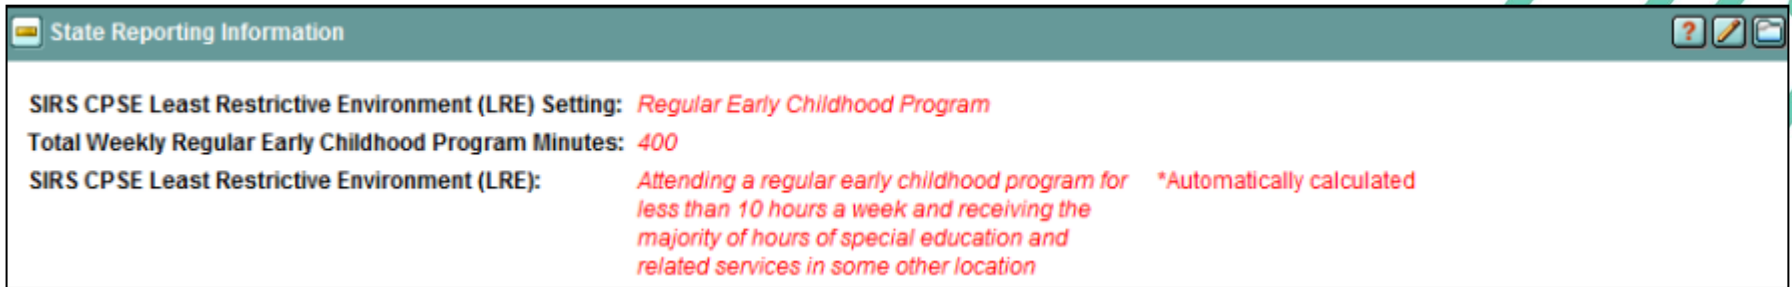 State Reporting Information
?
SIRS CPSE Least Restrictive Environment (LRE) Setting: Regular Early Childhood Program
Total Weekly Regular Early Childhood Program Minutes: 400
SIRS CPSE Least Restrictive Environment (LRE): Attending a regular early childhood program for *Automatically calculated
less than 10 hours a week and receiving the
majority of hours of special education and
related services in some other location